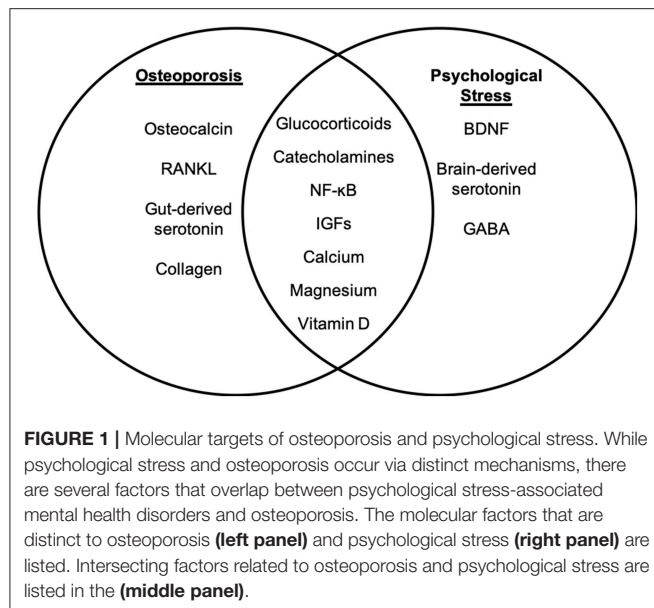 Osteoporosis
Osteocalcin
RANKL
Gut-derived
serotonin
Collagen
Glucocorticoids
Catecholamines
NF-κB
IGFs
Calcium
Magnesium
Vitamin D
Psychological
Stress
BDNF
Brain-derived
serotonin
GABA
FIGURE 1 | Molecular targets of osteoporosis and psychological stress. While
psychological stress and osteoporosis occur via distinct mechanisms, there
are several factors that overlap between psychological stress-associated
mental health disorders and osteoporosis. The molecular factors that are
distinct to osteoporosis (left panel) and psychological stress (right panel) are
listed. Intersecting factors related to osteoporosis and psychological stress are
listed in the (middle panel).